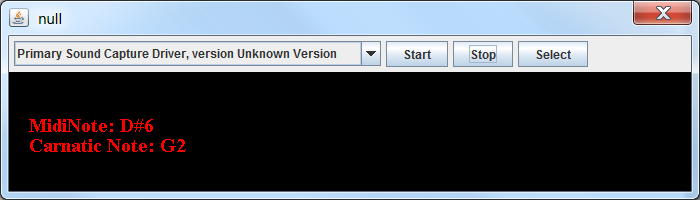 null
Primary Sound Capture Driver, version Unknown Version Start Stop Select
MidiNote: D#6
Carnatic Note: G2